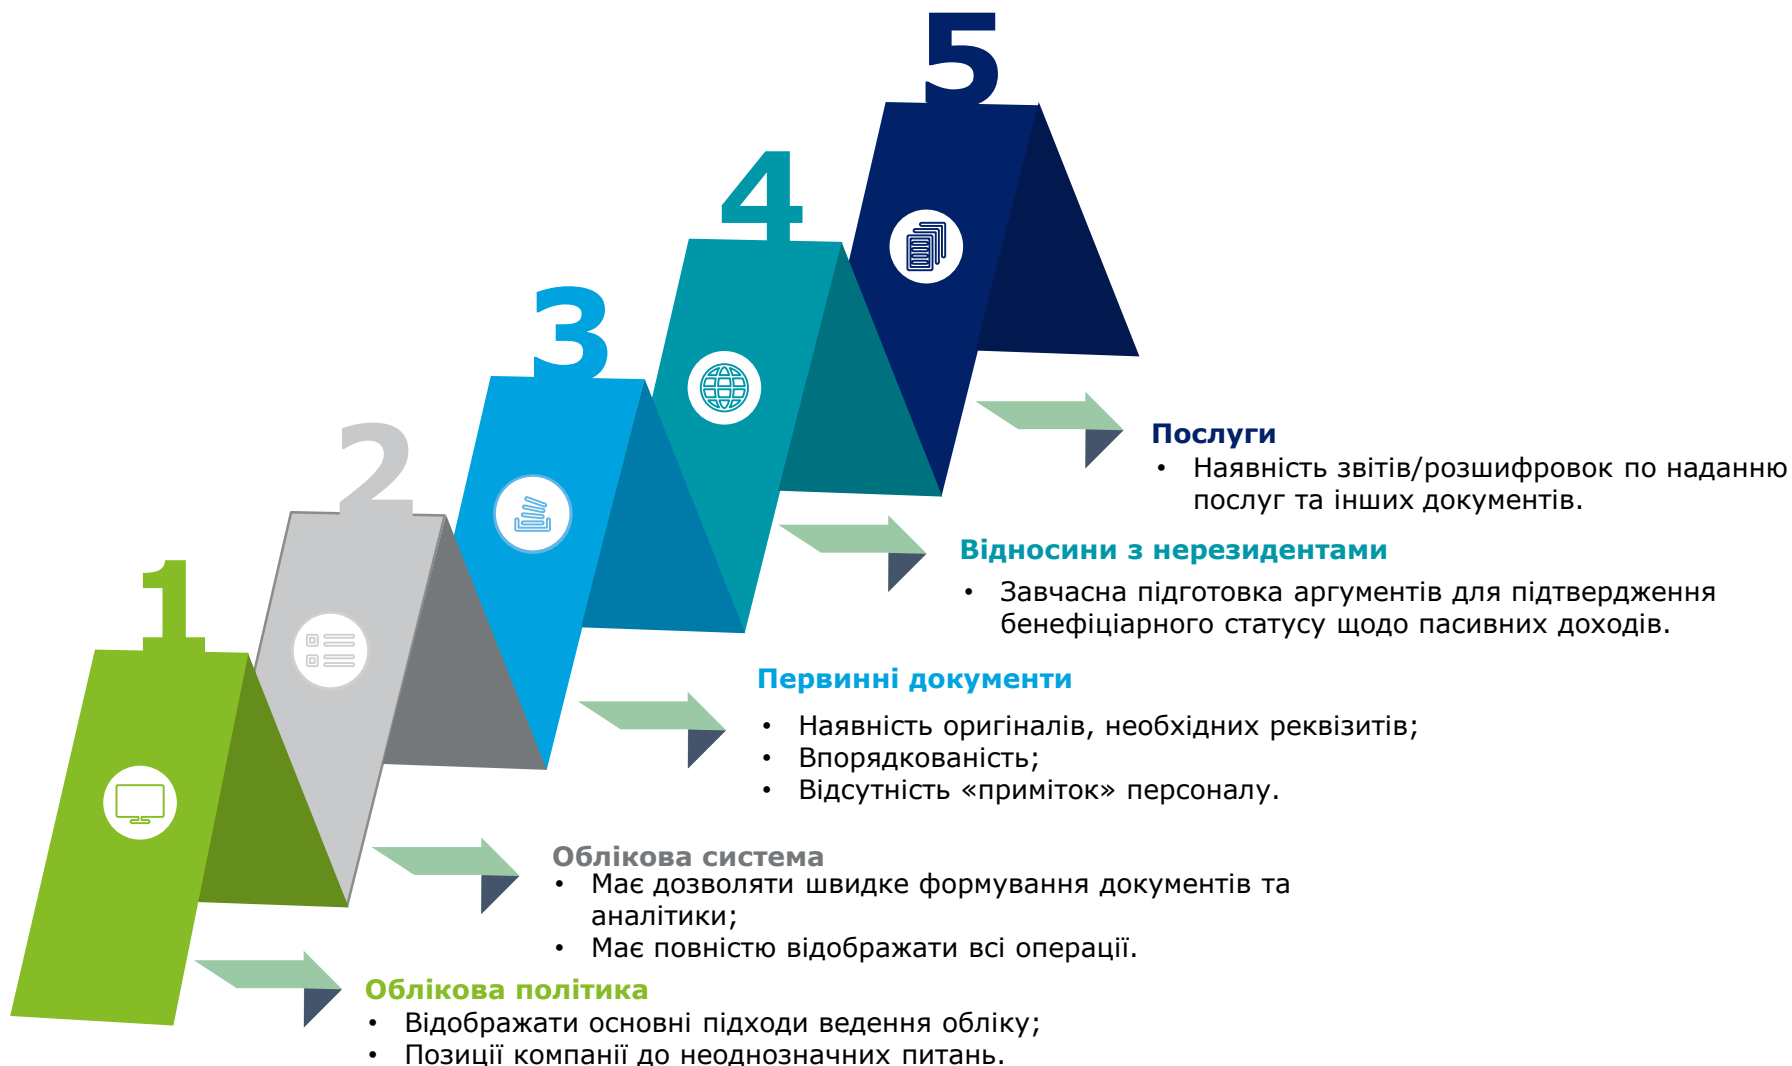 5
4
3
2
1
Послуги
• Наявність звітів/розшифровок по наданню
послуг та інших документів.
Відносини з нерезидентами
• Завчасна підготовка аргументів для підтвердження
бенефіціарного статусу щодо пасивних доходів.
Первинні документи
• Наявність оригіналів, необхідних реквізитів;
• Впорядкованість;
• Відсутність «приміток» персоналу.
Облікова система
• Має дозволяти швидке формування документів та
аналітики;
• Має повністю відображати всі операції.
Облікова політика
• Відображати основні підходи ведення обліку;
• Позиції компанії до неоднозначних питань.